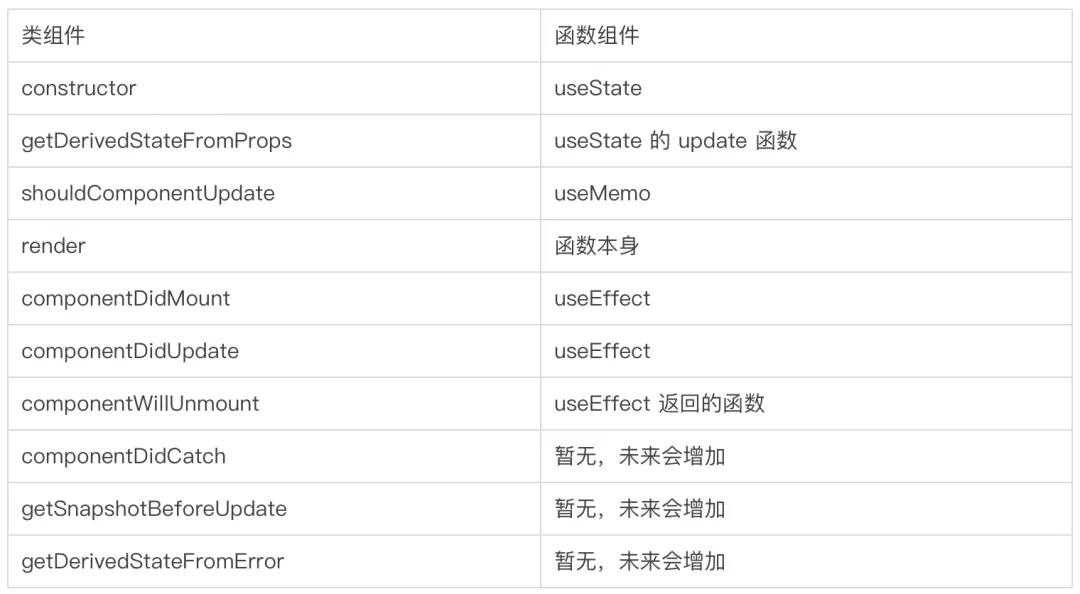 类组件 函数组件
constructor useState
getDerivedStateFromProps useState 的 update 函数
shouldComponentUpdate useMemo
render 函数本身
componentDidMount useEffect
componentDidUpdate useEffect
componentWillUnmount useEffect 返回的函数
componentDidCatch 暂无，未来会增加
getSnapshotBeforeUpdate 暂无，未来会增加
getDerivedStateFromError 暂无，未来会增加